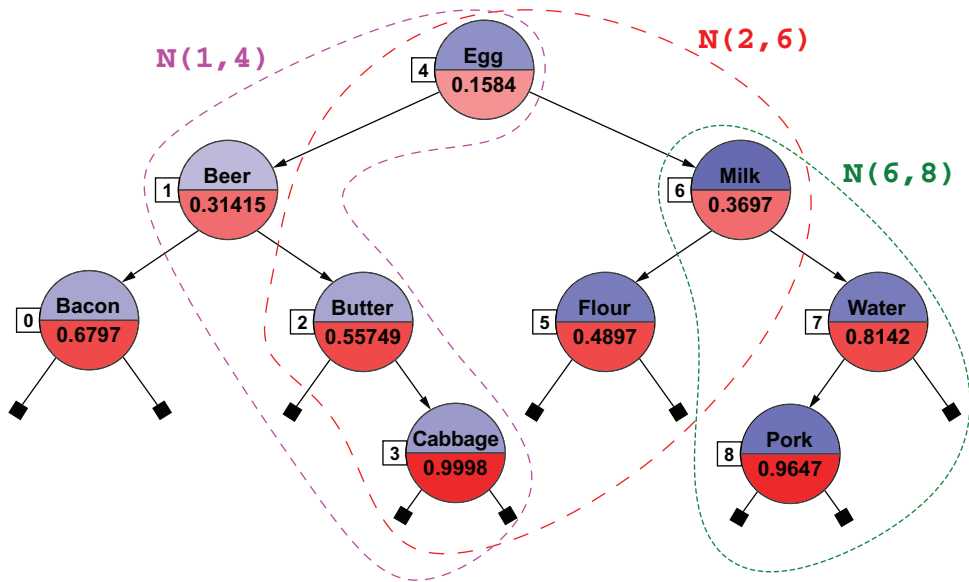 N(1,4)
N(2,6)
4
Egg
0.1584
1
Beer
0.31415
6
Milk
0.3697
N(6,8)
0
Bacon
0.6797
2
Butter
0.55749
5
Flour
0.4897
7
Water
0.8142
3
Cabbage
0.9998
8
Pork
0.9647